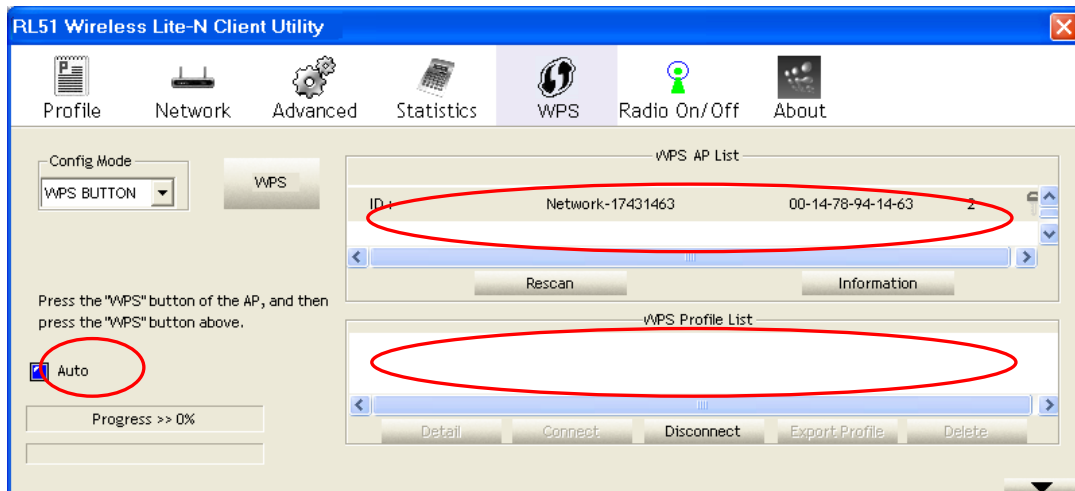 RL51 Wireless Lite-N Client Utility
Profile Network Advanced Statistics WPS Radio On/Off About
Config Mode
WPS BUTTON
WPS
WPS AP List
ID : Network-17431463 00-14-78-94-14-63 2
Rescan Information
Press the "WPS" button of the AP, and then
press the "WPS" button above.
Auto
Progress >> 0%
WPS Profile List
Detail Connect Disconnect Export Profile Delete